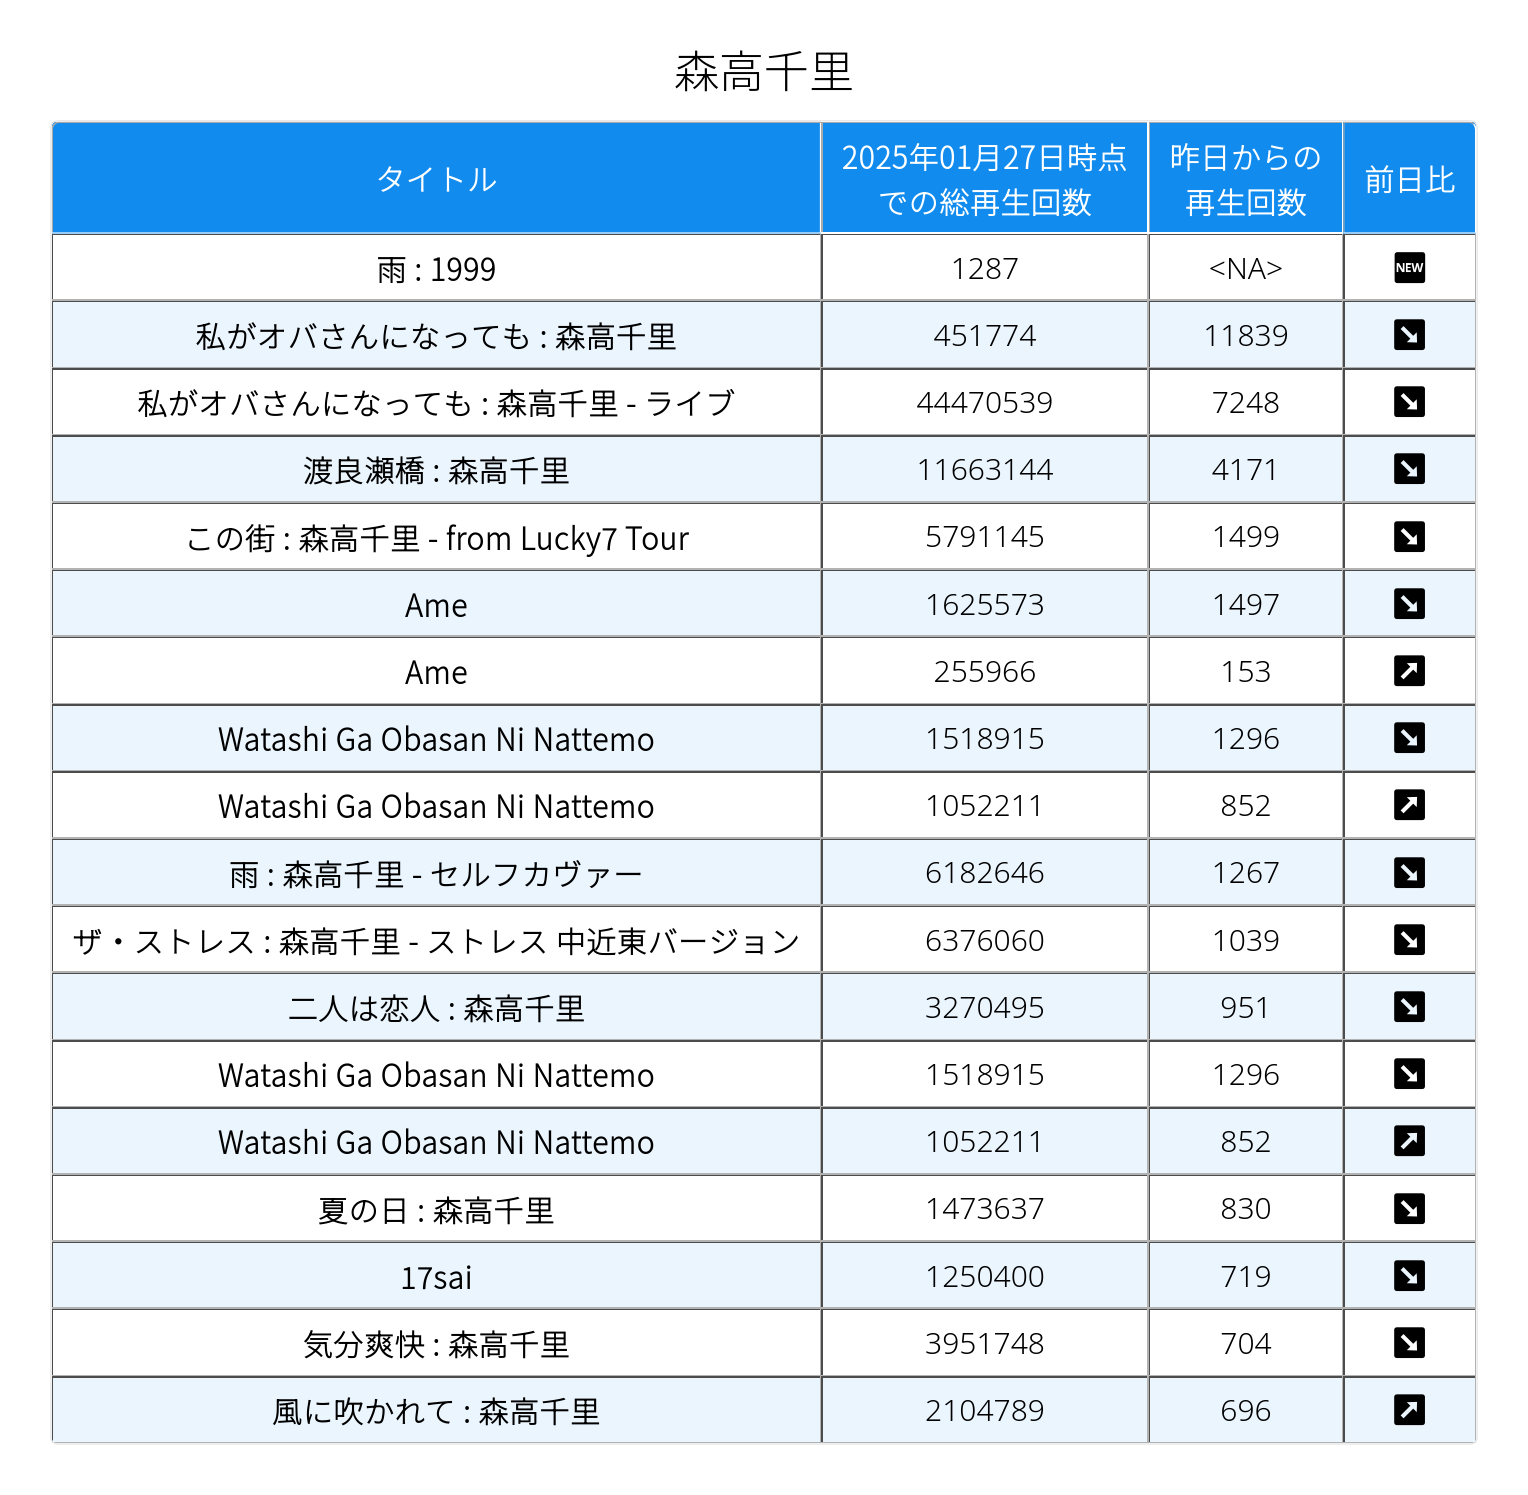 森高千里
タイトル
2025年01月27日時点
での総再生回数
昨日からの
再生回数
前日比
雨 : 1999 1287 <NA> NEW
私がオバさんになっても : 森高千里 451774 11839
私がオバさんになっても : 森高千里 - ライブ 44470539 7248
渡良瀬橋 : 森高千里 11663144 4171
この街 : 森高千里 - from Lucky7 Tour 5791145 1499
Ame 1625573 1497
Ame 255966 153
Watashi Ga Obasan Ni Nattemo 1518915 1296
Watashi Ga Obasan Ni Nattemo 1052211 852
雨 : 森高千里 - セルフカヴァー 6182646 1267
ザ・ストレス : 森高千里 - ストレス 中近東バージョン 6376060 1039
二人は恋人 : 森高千里 3270495 951
Watashi Ga Obasan Ni Nattemo 1518915 1296
Watashi Ga Obasan Ni Nattemo 1052211 852
夏の日 : 森高千里 1473637 830
17sai 1250400 719
気分爽快 : 森高千里 3951748 704
風に吹かれて : 森高千里 2104789 696